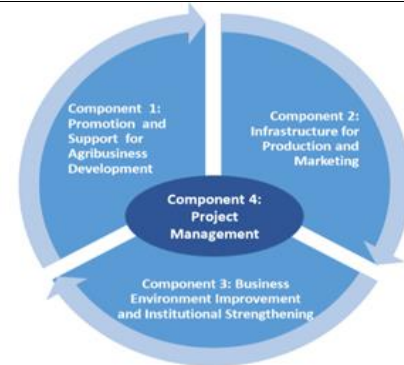 Component 1:
Promotion and
Support for
Agribusiness
Development
Component 2:
Infrastructure for
Production and
Marketing
Component 4:
Project
Management
Component 3: Business
Environment Improvement
and Institutional Strengthening